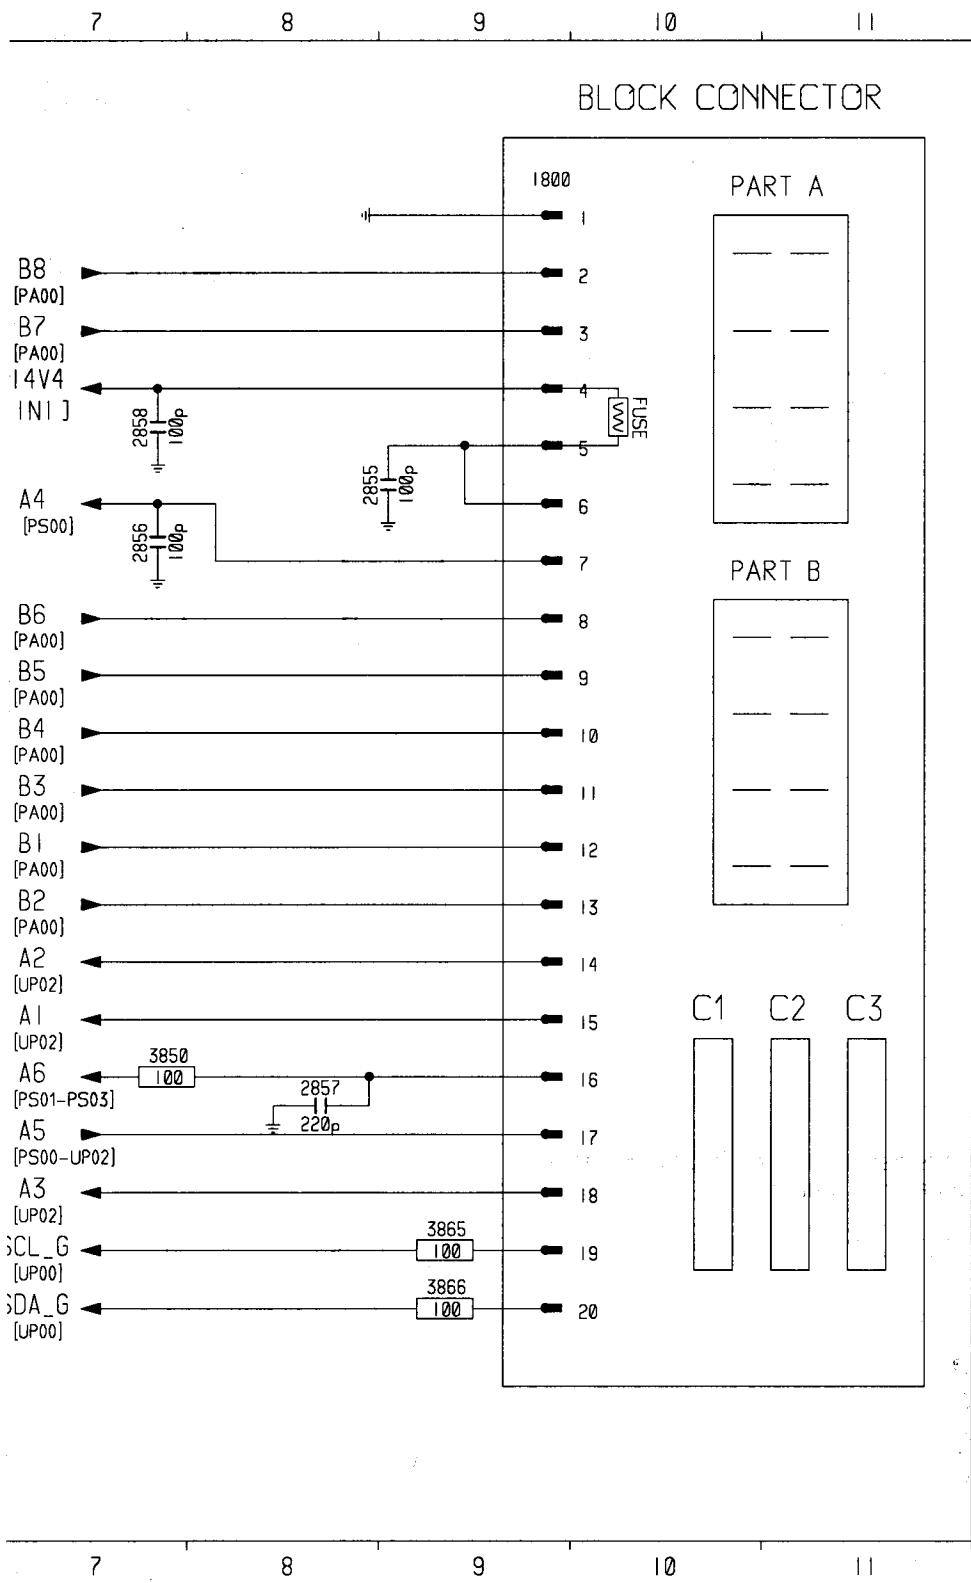 7 8 9 10 11
BLOCK CONNECTOR
1800
PART A
1
B8
2
[PA00]
B7
3
[PA00]
14V4
4
IN1]
2858
100p
FUSE
5
2855
100p
A4
6
[PS00]
2856
100p
7
PART B
B6
8
[PA00]
B5
9
[PA00]
B4
10
[PA00]
B3
11
[PA00]
B1
12
[PA00]
B2
13
[PA00]
A2
14
[UP02]
A1
15
[UP02]
C1 C2 C3
3850
A6
100
16
[PS01-PS03]
2857
220p
A5
17
[PS00-UP02]
A3
18
[UP02]
3865
SCL_G
100
19
[UP00]
3866
SDA_G
100
20
[UP00]
7 8 9 10 11